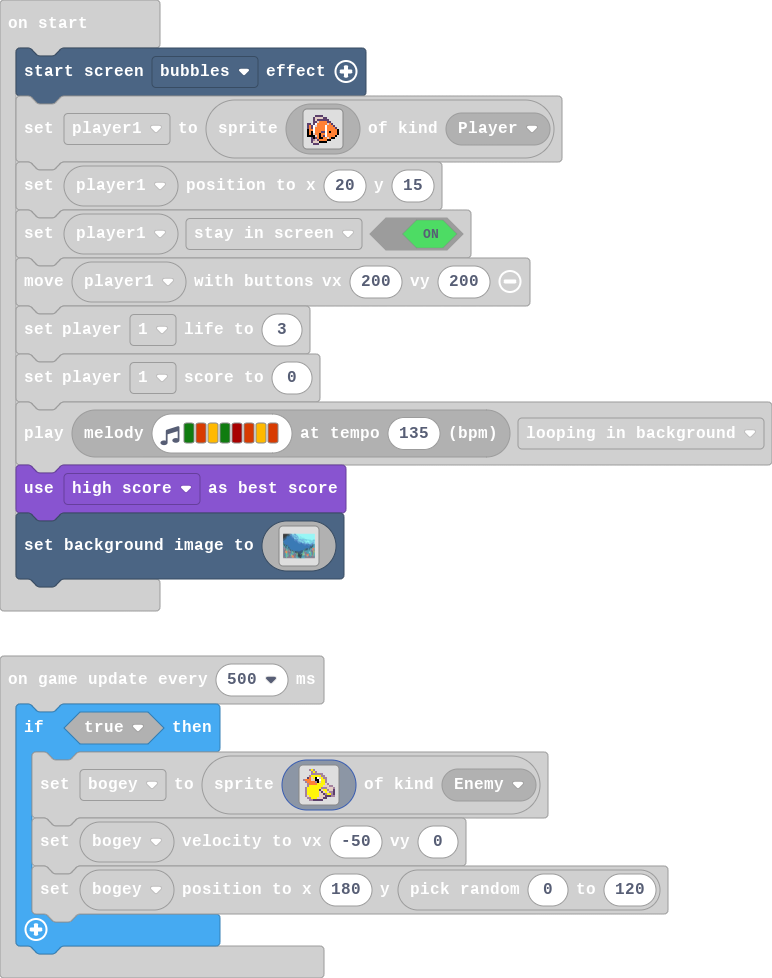 on start
start screen bubbles effect
set player1 to sprite of kind Player
set player1 position to x 20 y 15
set player1 stay in screen ON
move player1 with buttons vx 200 vy 200
set player 1 life to 3
set player 1 score to 0
play melody at tempo 135 (bpm) looping in background
use high score as best score
set background image to
on game update every 500 ms
if true then
set bogey to sprite of kind Enemy
set bogey velocity to vx -50 vy 0
set bogey position to x 180 y pick random 0 to 120